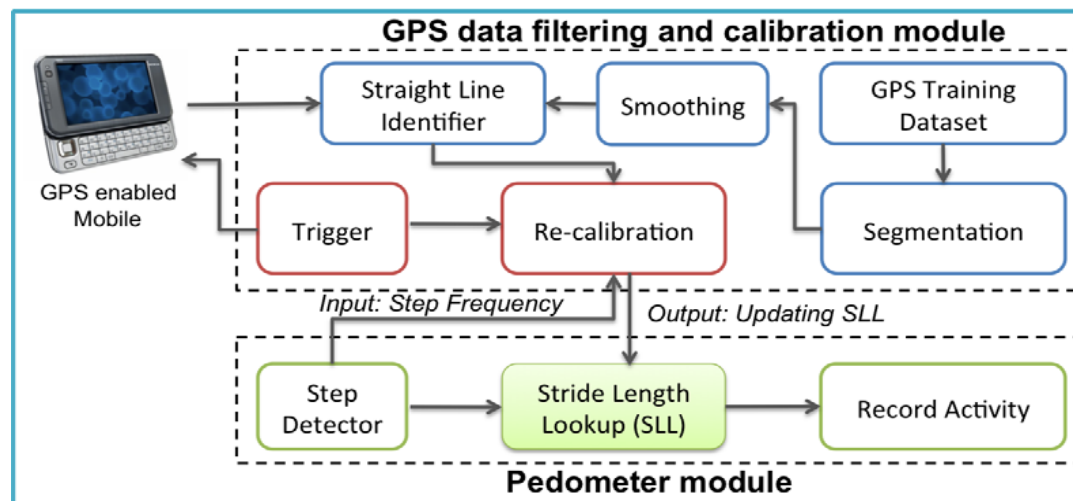 GPS data filtering and calibration module
Straight Line
Identifier
Smoothing
GPS Training
Dataset
GPS enabled
Mobile
Trigger
Re-calibration
Segmentation
Input: Step Frequency
Output: Updating SLL
Step
Detector
Stride Length
Lookup (SLL)
Record Activity
Pedometer module